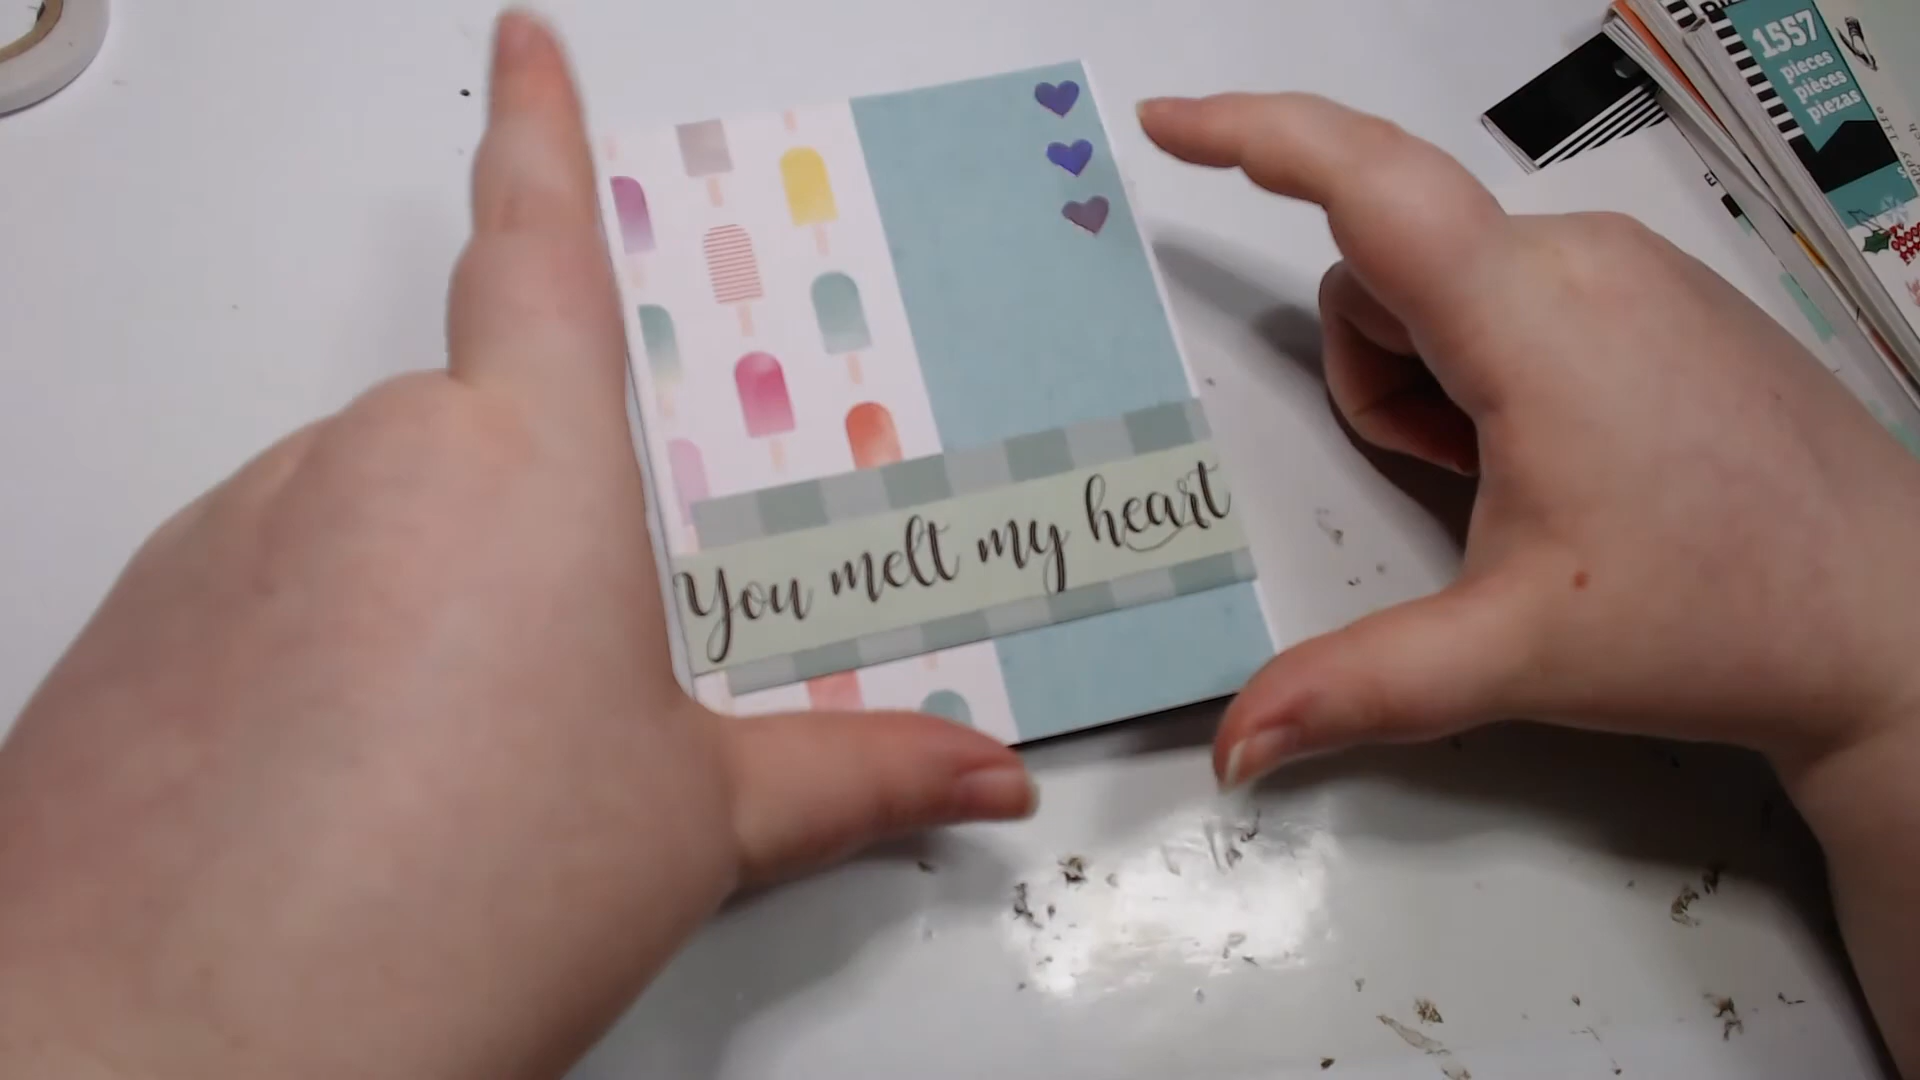 You melt my heart
1557
pieces
pièces
piezas